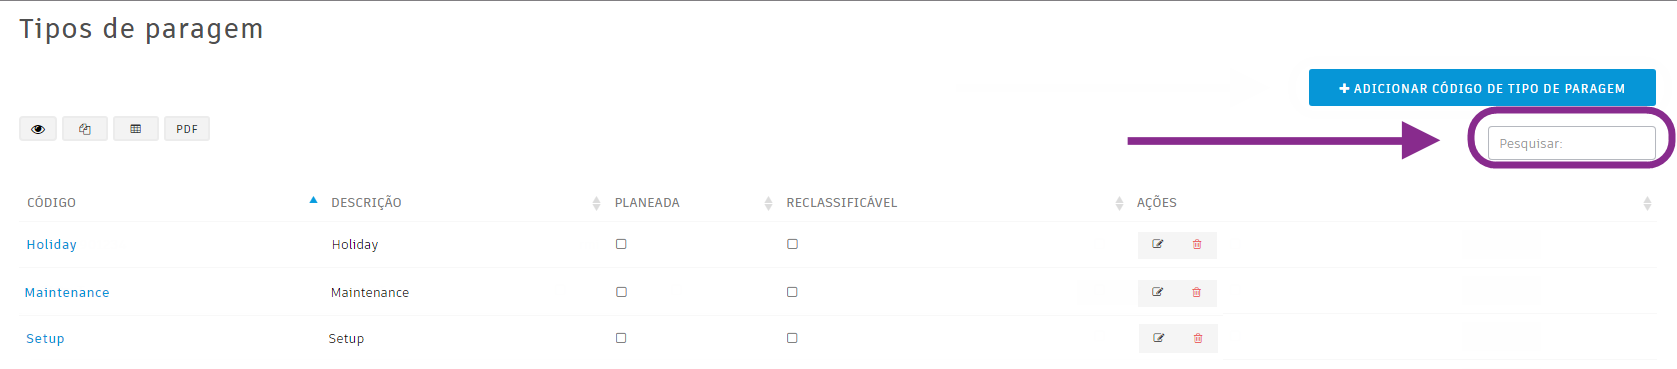 Tipos de paragem
ADICIONAR CÓDIGO DE TIPO DE PARAGEM
PDF
Pesquisar:
CÓDIGO DESCRIÇÃO PLANEADA RECLASSIFICÁVEL AÇÕES
Holiday Holiday
Maintenance Maintenance
Setup Setup